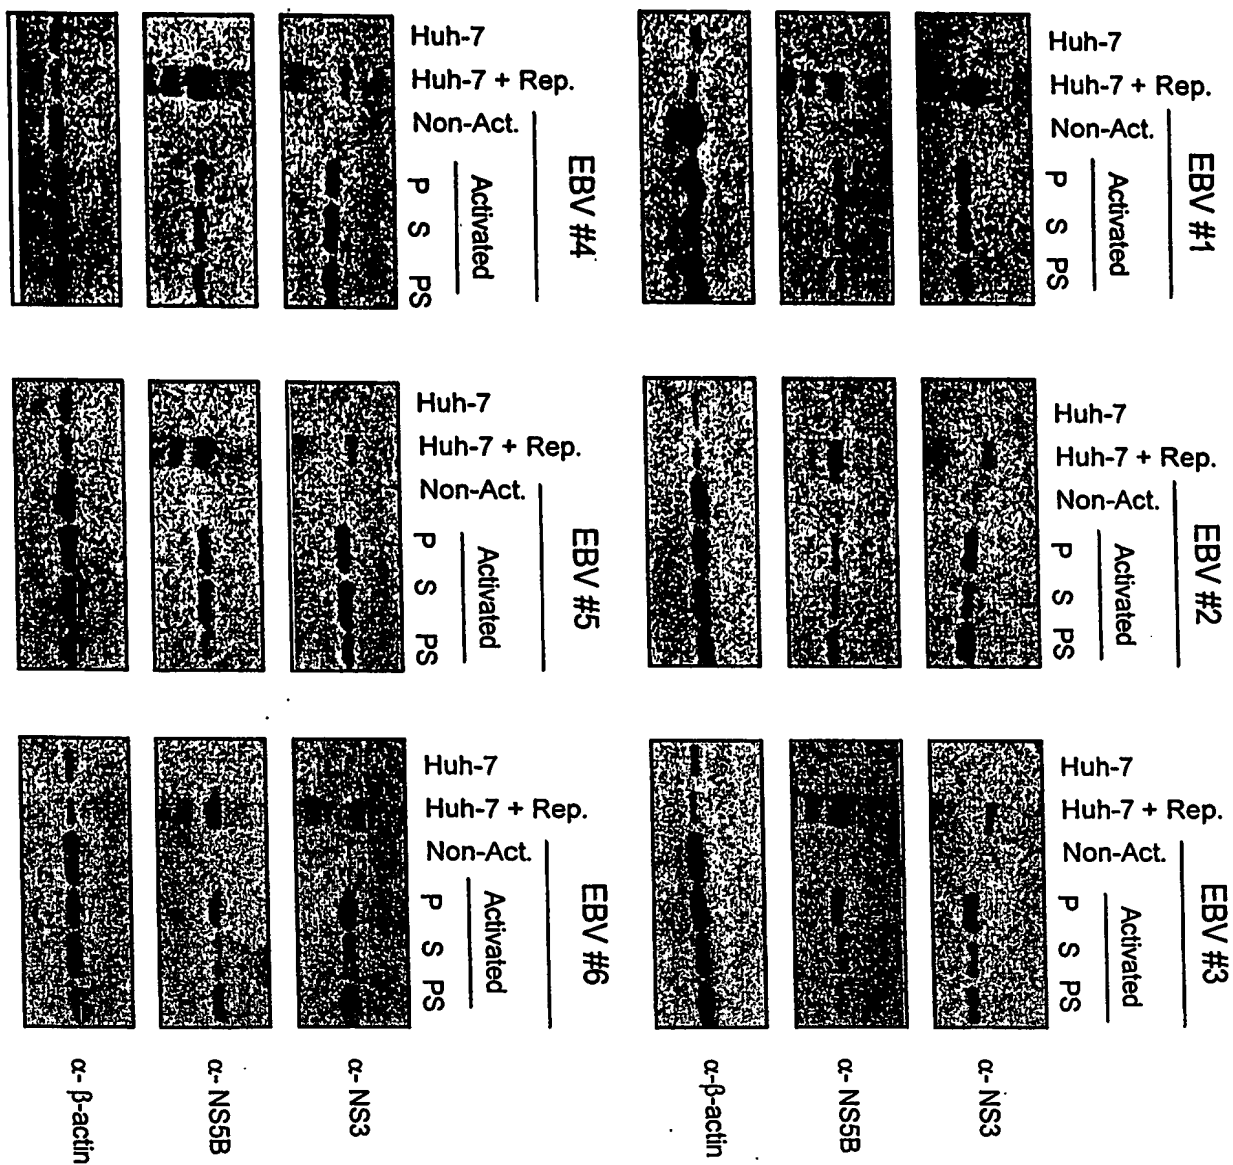 EBV #1
Activated
Huh-7
Huh-7 + Rep.
Non-Act.
P
S
PS
EBV #2
Activated
Huh-7
Huh-7 + Rep.
Non-Act.
P
S
PS
EBV #3
Activated
Huh-7
Huh-7 + Rep.
Non-Act.
P
S
PS
α- NS3
α- NS5B
α-β-actin
EBV #4
Activated
Huh-7
Huh-7 + Rep.
Non-Act.
P
S
PS
EBV #5
Activated
Huh-7
Huh-7 + Rep.
Non-Act.
P
S
PS
EBV #6
Activated
Huh-7
Huh-7 + Rep.
Non-Act.
P
S
PS
α- NS3
α- NS5B
α- β-actin